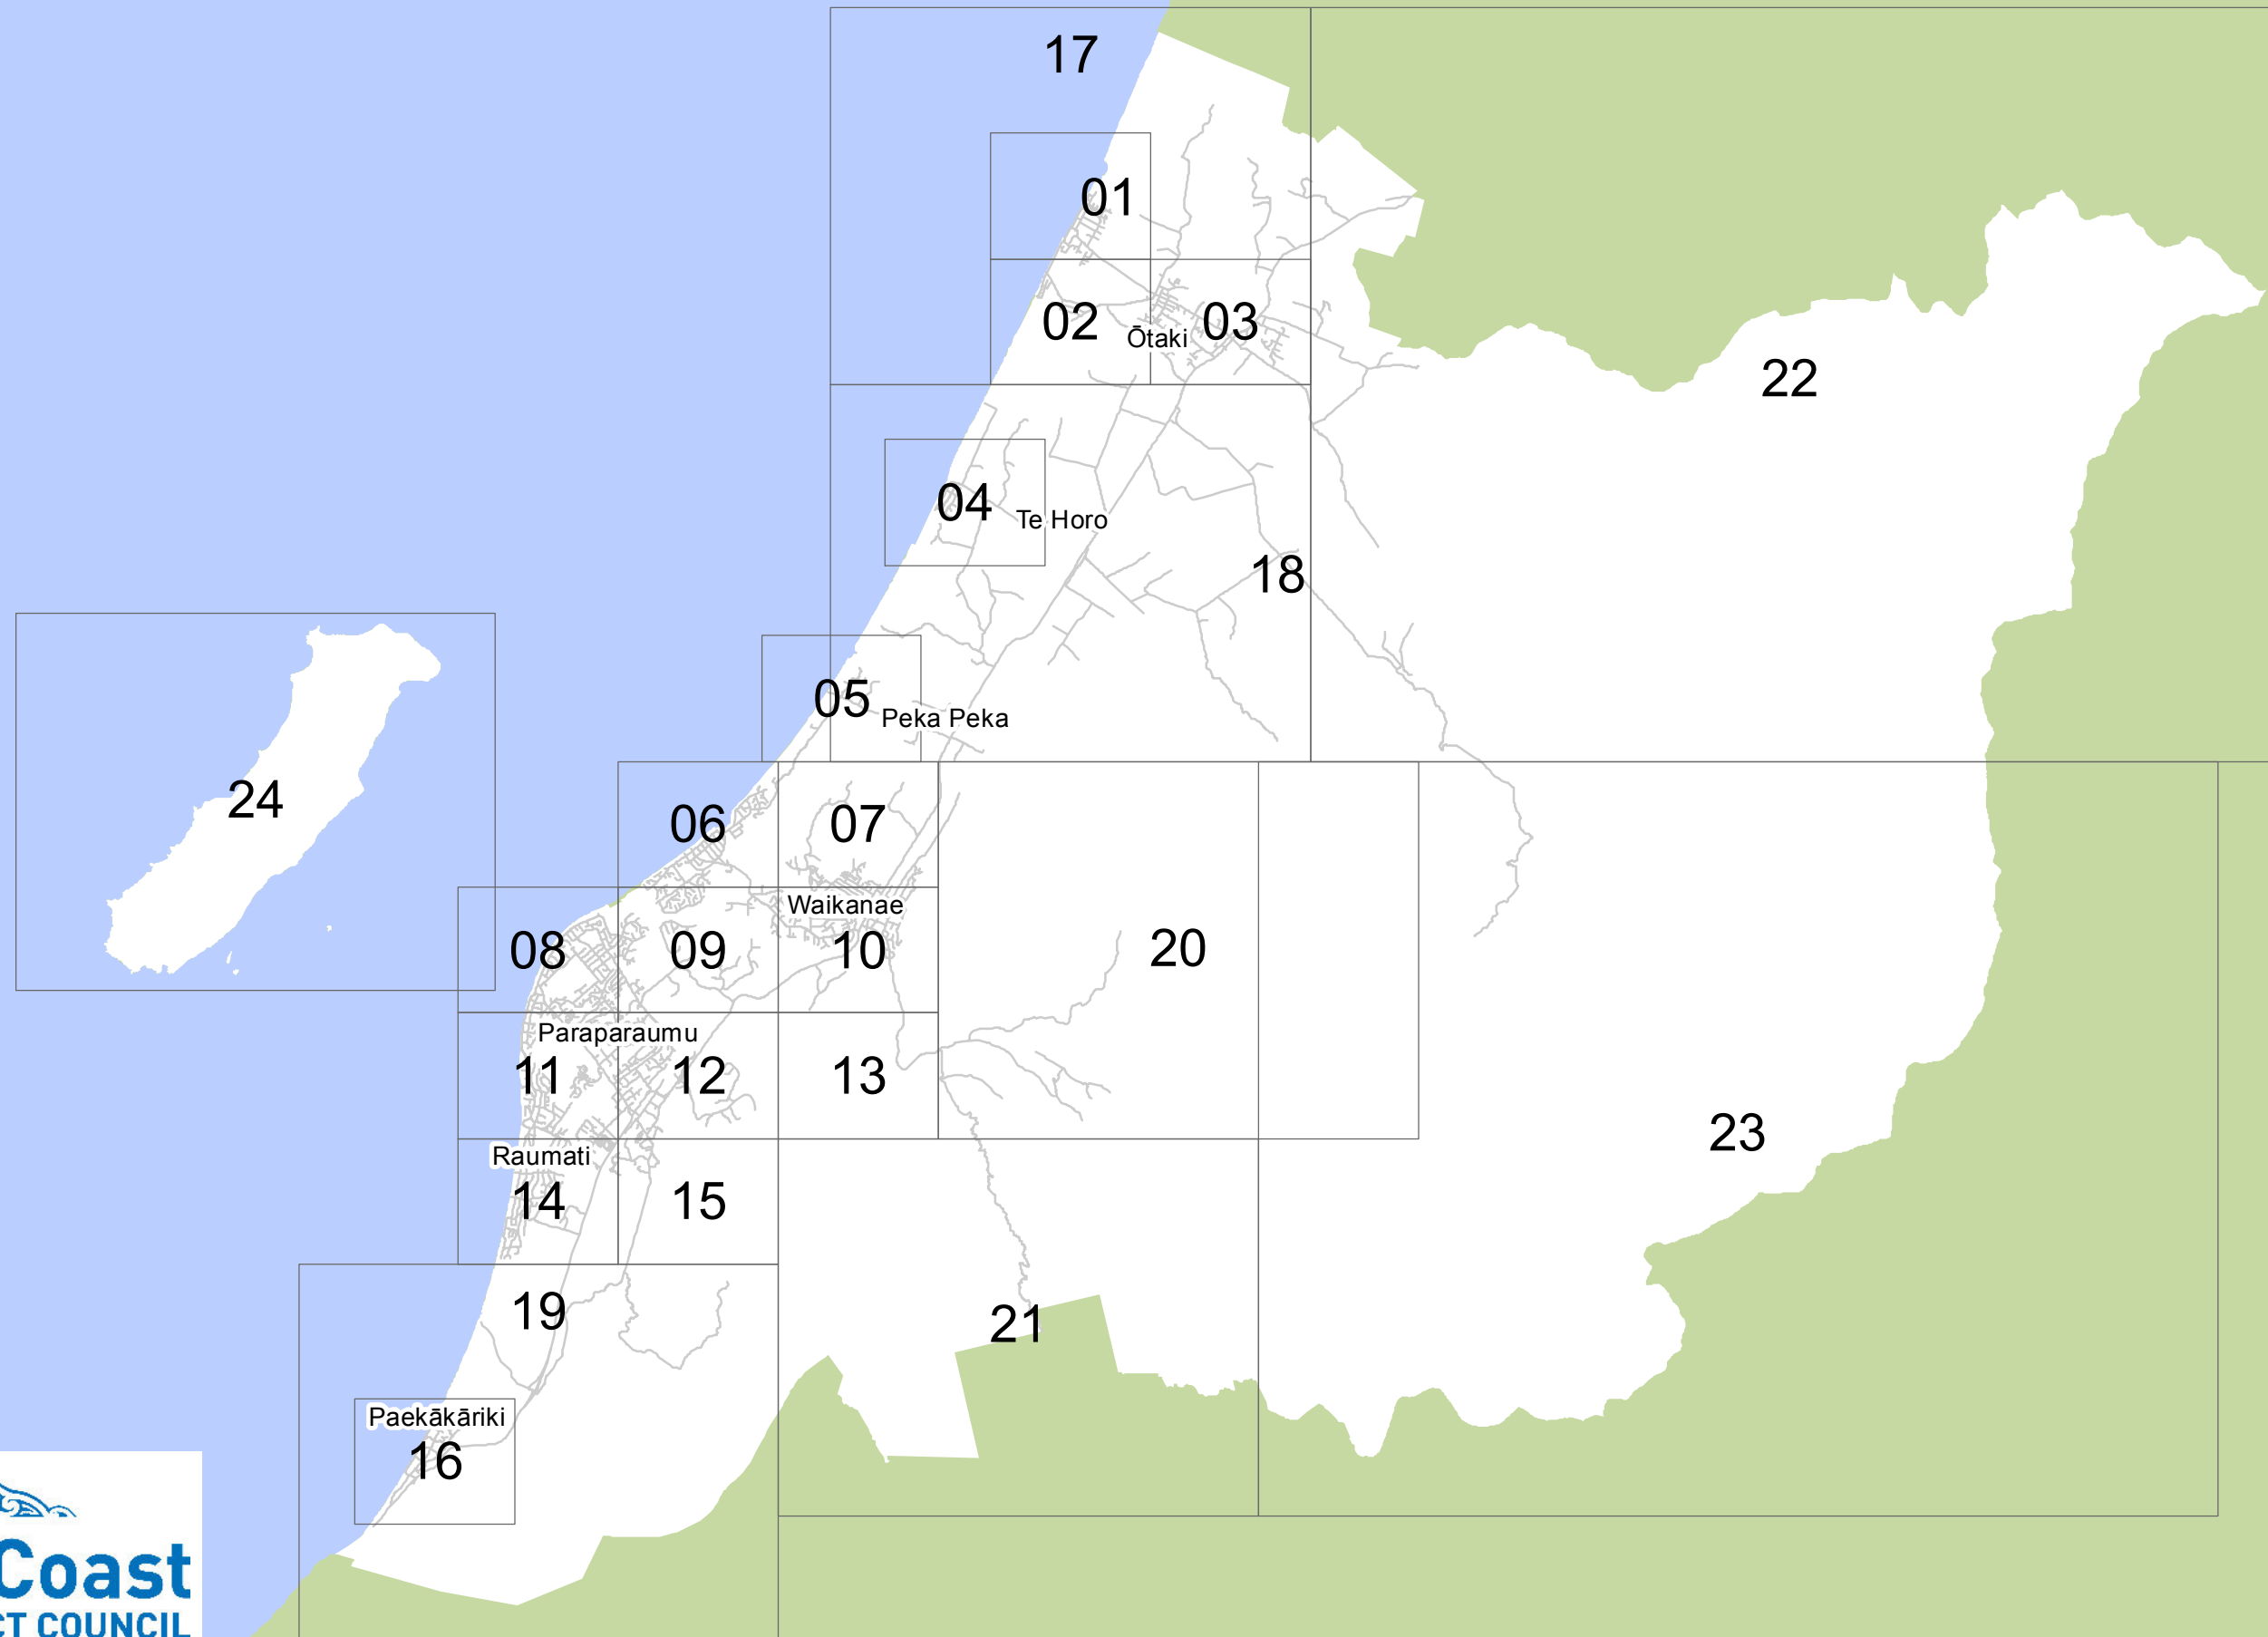 17
01
02
Ōtaki
03
22
04
Te Horo
18
05
Peka Peka
24
06
07
Waikanae
08
09
10
20
Paraparaumu
11
12
13
23
Raumati
14
15
19
21
Paekākāriki
16
Coast
CT COUNCIL